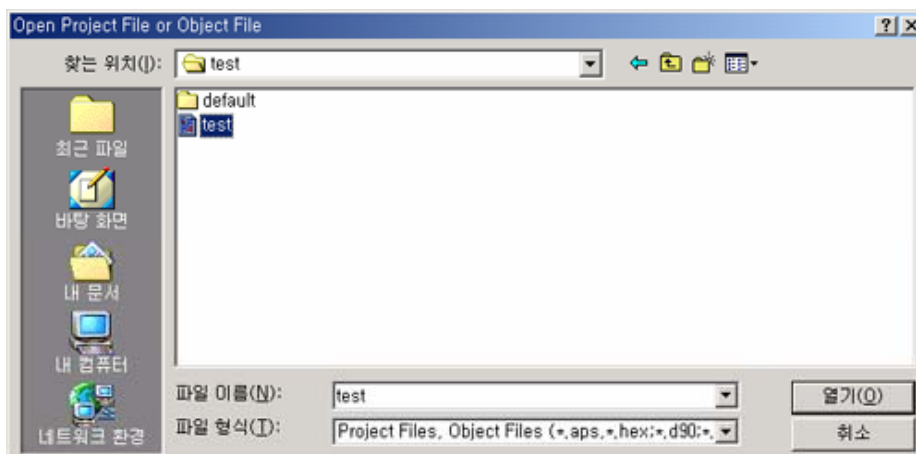 Open Project File or Object File
찾는 위치(I):
test
default
test
최근 파일
바탕 화면
내 문서
내 컴퓨터
네트워크 환경
파일 이름(N):
test
열기(O)
파일 형식(T):
Project Files, Object Files (*.aps,*.hex;*.d90;*.
취소